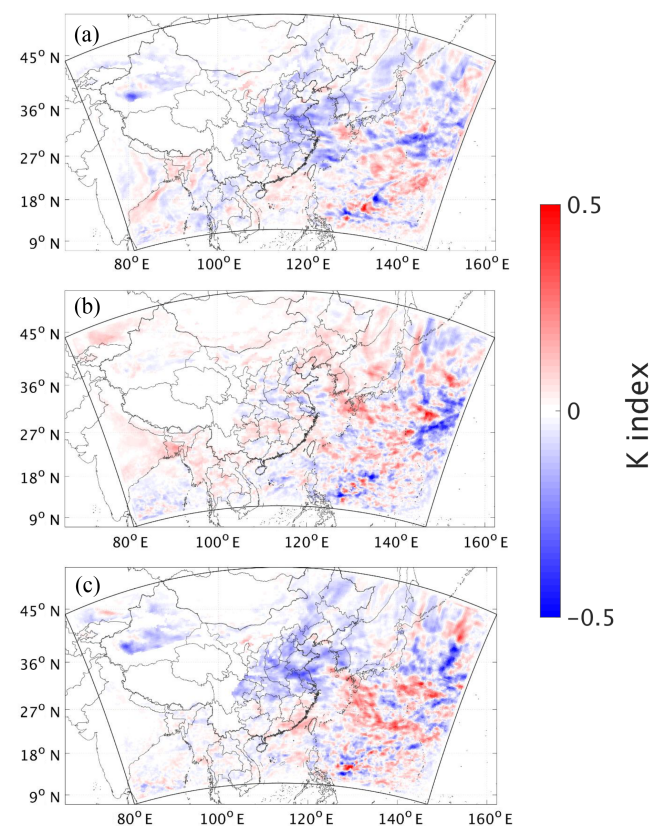 (a)
45° N
36° N
27° N
18° N
9° N
80° E
100° E
120° E
140° E
160° E
(b)
45° N
36° N
27° N
18° N
9° N
80° E
100° E
120° E
140° E
160° E
(c)
45° N
36° N
27° N
18° N
9° N
80° E
100° E
120° E
140° E
160° E
0.5
0
-0.5
K index